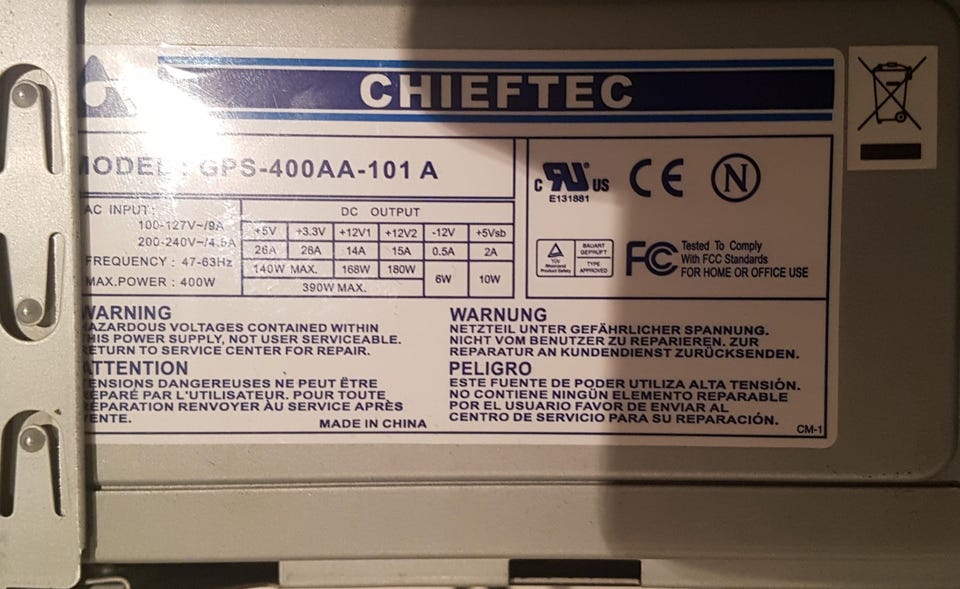 CHIEFTEC
MODEL : GPS-400AA-101 A
AC INPUT:
100-127V~/9A
200-240V~/4.5A
FREQUENCY : 47-63Hz
MAX.POWER : 400W
DC OUTPUT
+5V +3.3V +12V1 +12V2 -12V +5Vsb
26A 28A 14A 15A 0.5A 2A
140W MAX. 168W 180W 6W 10W
390W MAX.
C RU US
E131881
CE
N
TÜV
Product Safety
BAUART
GEPRÜFT
TYPE
APPROVED
FC
Tested To Comply
With FCC Standards
FOR HOME OR OFFICE USE
WARNING
HAZARDOUS VOLTAGES CONTAINED WITHIN
THIS POWER SUPPLY, NOT USER SERVICEABLE.
RETURN TO SERVICE CENTER FOR REPAIR.
ATTENTION
TENSIONS DANGEREUSES NE PEUT ÊTRE
REPARÉ PAR L'UTILISATEUR. POUR TOUTE
RÉPARATION RENVOYER ÀU SERVICE APRÈS
VENTE.
MADE IN CHINA
WARNUNG
NETZTEIL UNTER GEFÄHRLICHER SPANNUNG.
NICHT VOM BENUTZER ZU REPARIEREN. ZUR
REPARATUR AN KUNDENDIENST ZURÜCKSENDEN.
PELIGRO
ESTE FUENTE DE PODER UTILIZA ALTA TENSIÓN.
NO CONTIENE NINGÚN ELEMENTO REPARABLE
POR EL USUARIO FAVOR DE ENVIAR AL
CENTRO DE SERVICIO PARA SU REPARACIÓN.
CM-1